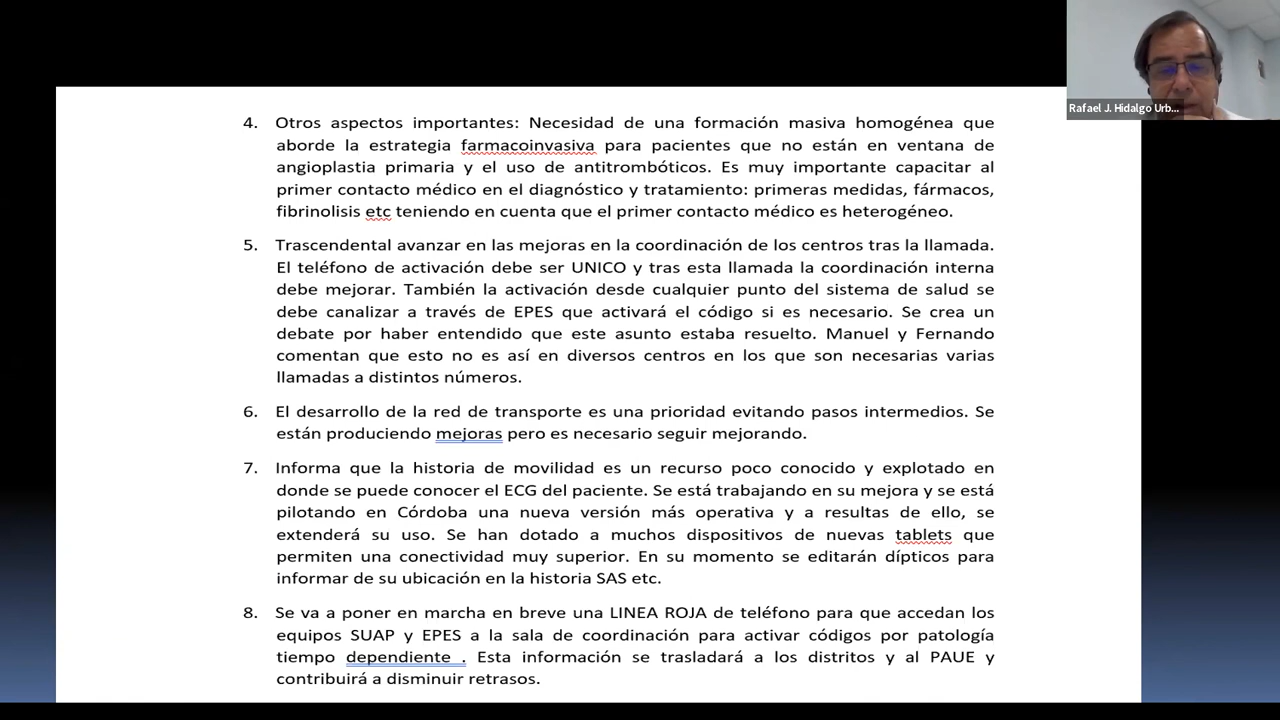 Rafael J. Hidalgo Urb...
4. Otros aspectos importantes: Necesidad de una formación masiva homogénea que
aborde la estrategia farmacoinvasiva para pacientes que no están en ventana de
angioplastia primaria y el uso de antitrombóticos. Es muy importante capacitar al
primer contacto médico en el diagnóstico y tratamiento: primeras medidas, fármacos,
fibrinolisis etc teniendo en cuenta que el primer contacto médico es heterogéneo.
5. Trascendental avanzar en las mejoras en la coordinación de los centros tras la llamada.
El teléfono de activación debe ser UNICO y tras esta llamada la coordinación interna
debe mejorar. También la activación desde cualquier punto del sistema de salud se
debe canalizar a través de EPES que activará el código si es necesario. Se crea un
debate por haber entendido que este asunto estaba resuelto. Manuel y Fernando
comentan que esto no es así en diversos centros en los que son necesarias varias
llamadas a distintos números.
6. El desarrollo de la red de transporte es una prioridad evitando pasos intermedios. Se
están produciendo mejoras pero es necesario seguir mejorando.
7. Informa que la historia de movilidad es un recurso poco conocido y explotado en
donde se puede conocer el ECG del paciente. Se está trabajando en su mejora y se está
pilotando en Córdoba una nueva versión más operativa y a resultas de ello, se
extenderá su uso. Se han dotado a muchos dispositivos de nuevas tablets que
permiten una conectividad muy superior. En su momento se editarán dípticos para
informar de su ubicación en la historia SAS etc.
8. Se va a poner en marcha en breve una LINEA ROJA de teléfono para que accedan los
equipos SUAP y EPES a la sala de coordinación para activar códigos por patología
tiempo dependiente . Esta información se trasladará a los distritos y al PAUE y
contribuirá a disminuir retrasos.